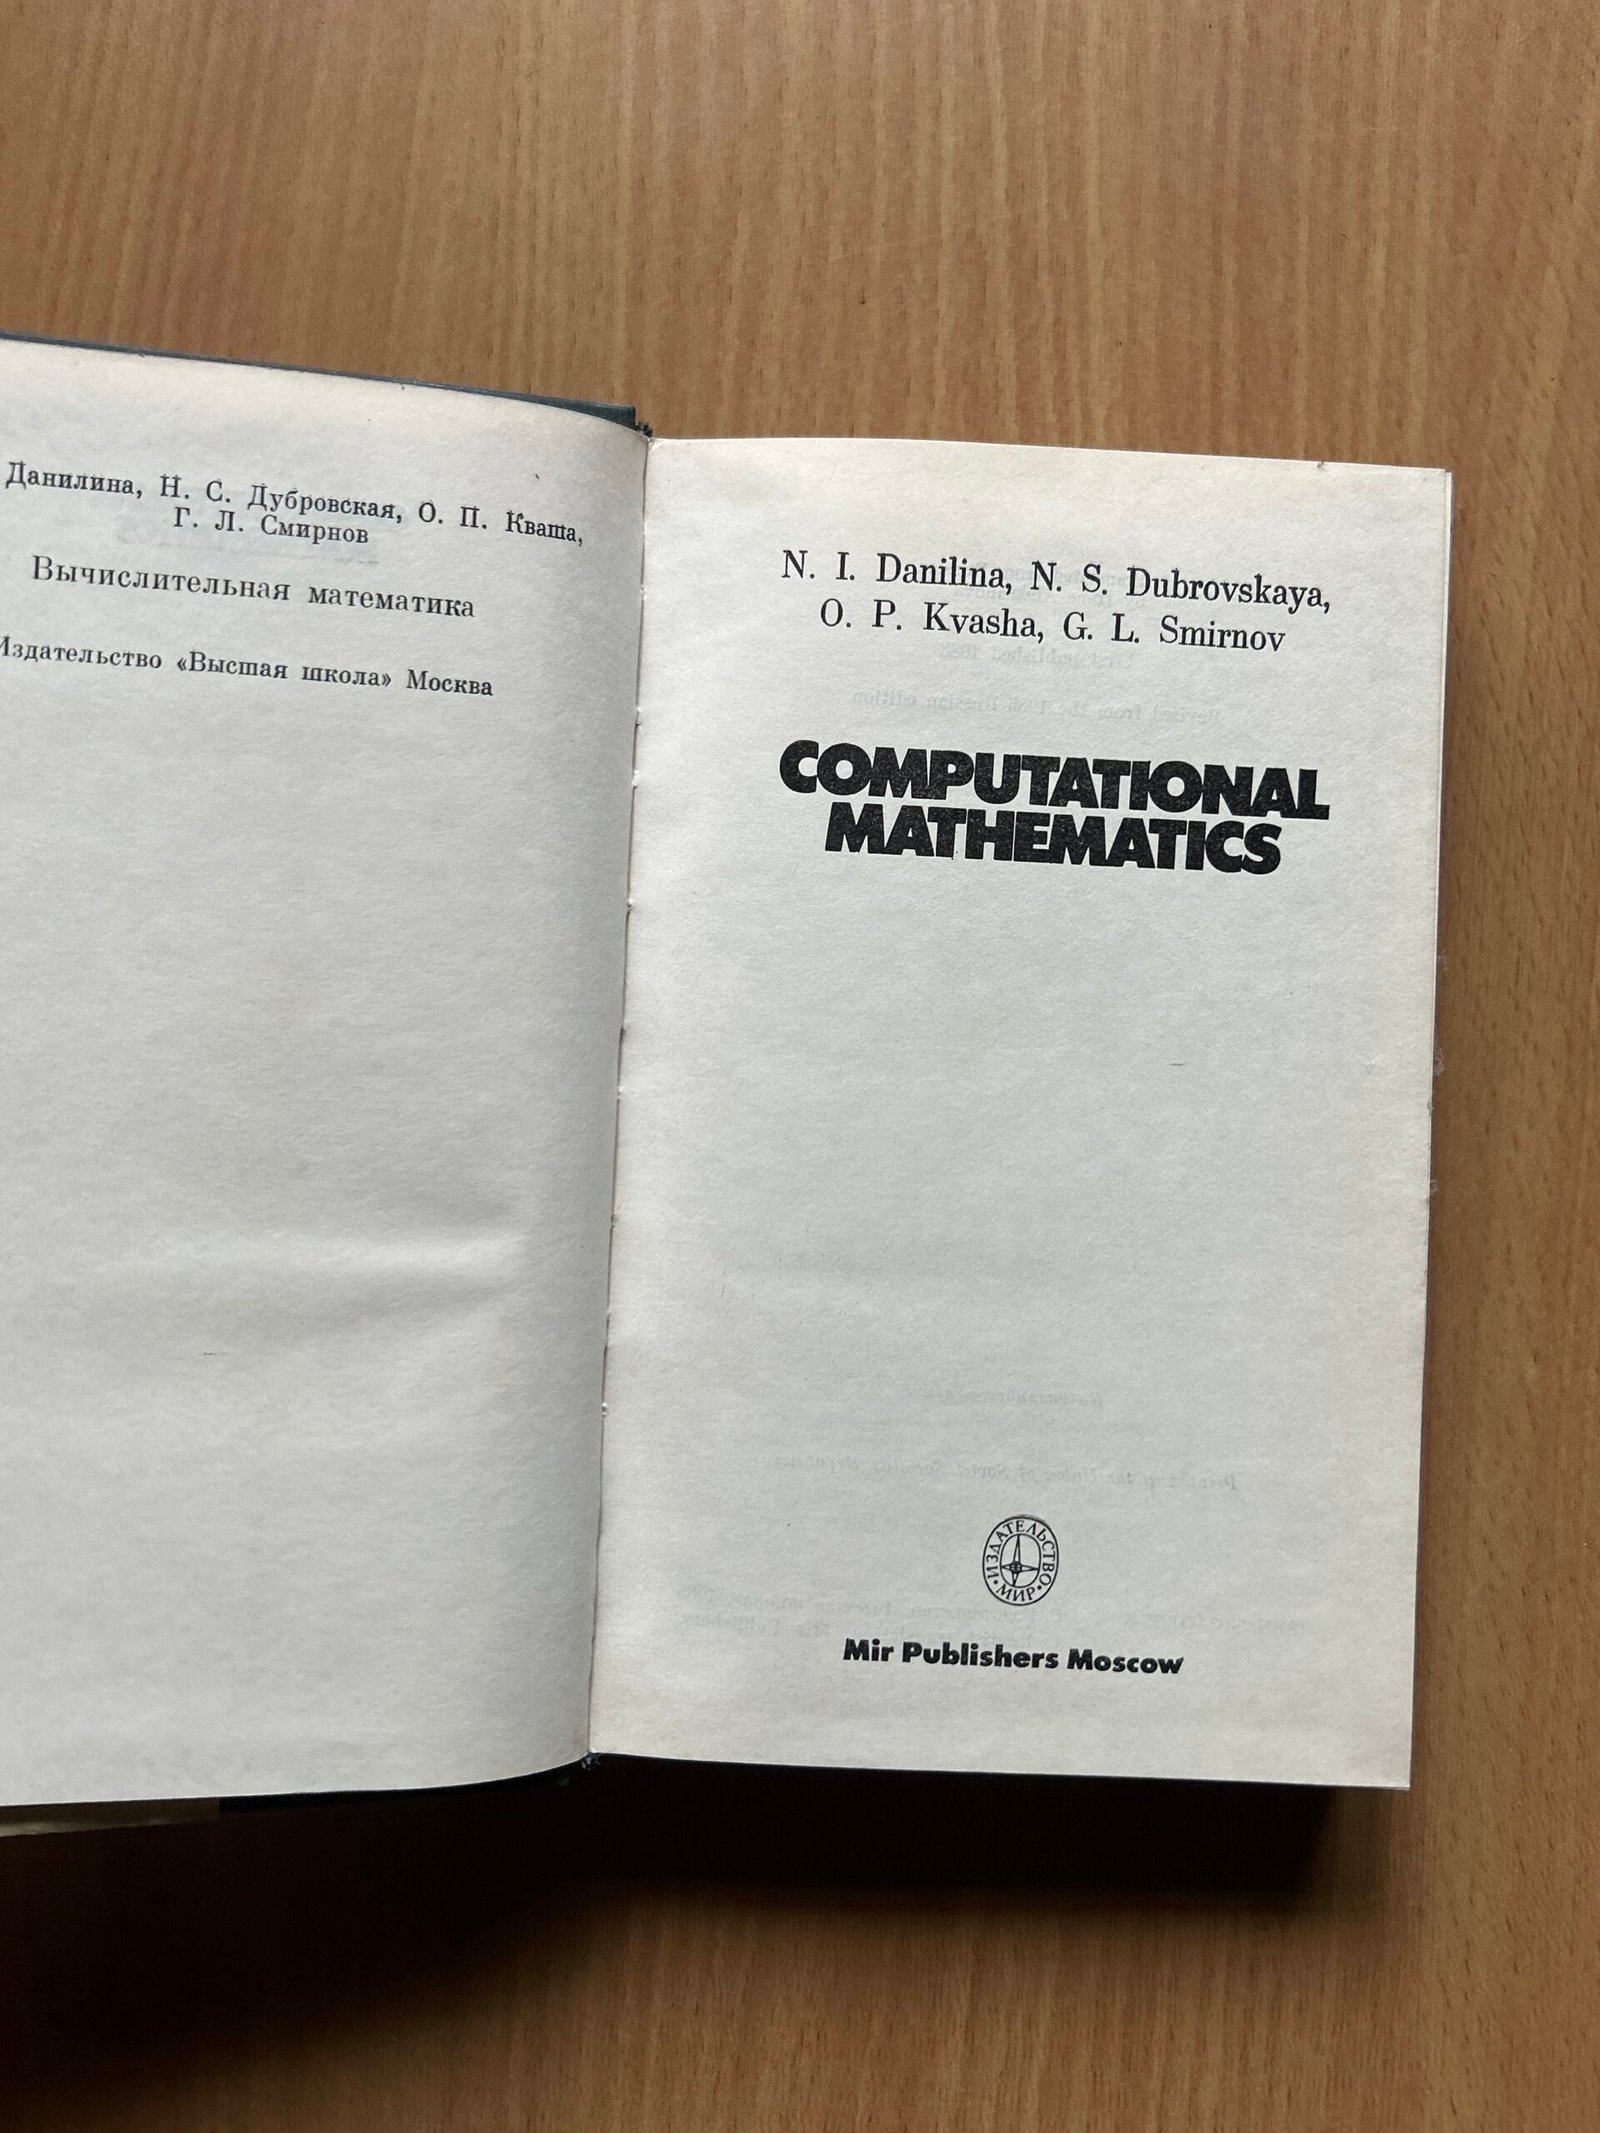 Данилина, Н. С. Дубровская, О. П. Кваша,
Г. Л. Смирнов
Вычислительная математика
Издательство «Высшая школа» Москва
N. I. Danilina, N. S. Dubrovskaya,
O. P. Kvasha, G. L. Smirnov
COMPUTATIONAL
MATHEMATICS
ИЗДАТЕЛЬСТВО • МИР •
Mir Publishers Moscow